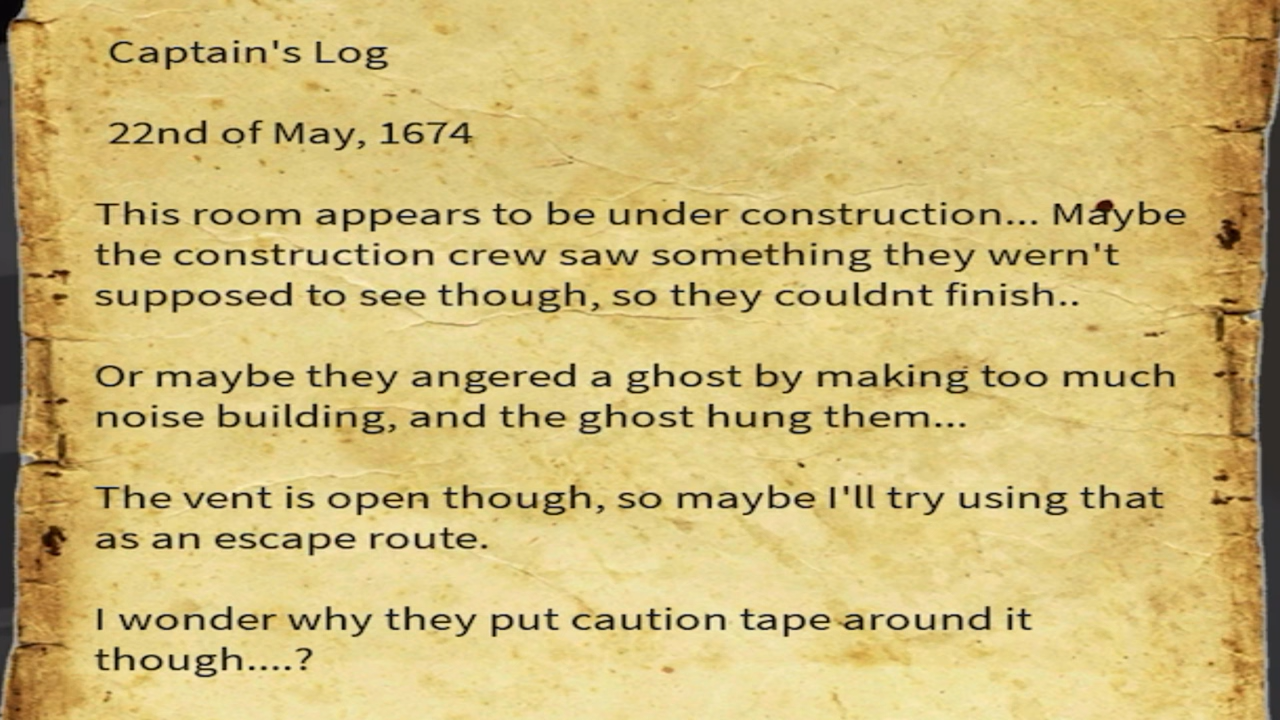 Captain's Log
22nd of May, 1674
This room appears to be under construction... Maybe
the construction crew saw something they wern't
supposed to see though, so they couldnt finish..
Or maybe they angered a ghost by making too much
noise building, and the ghost hung them...
The vent is open though, so maybe I'll try using that
as an escape route.
I wonder why they put caution tape around it
though....?